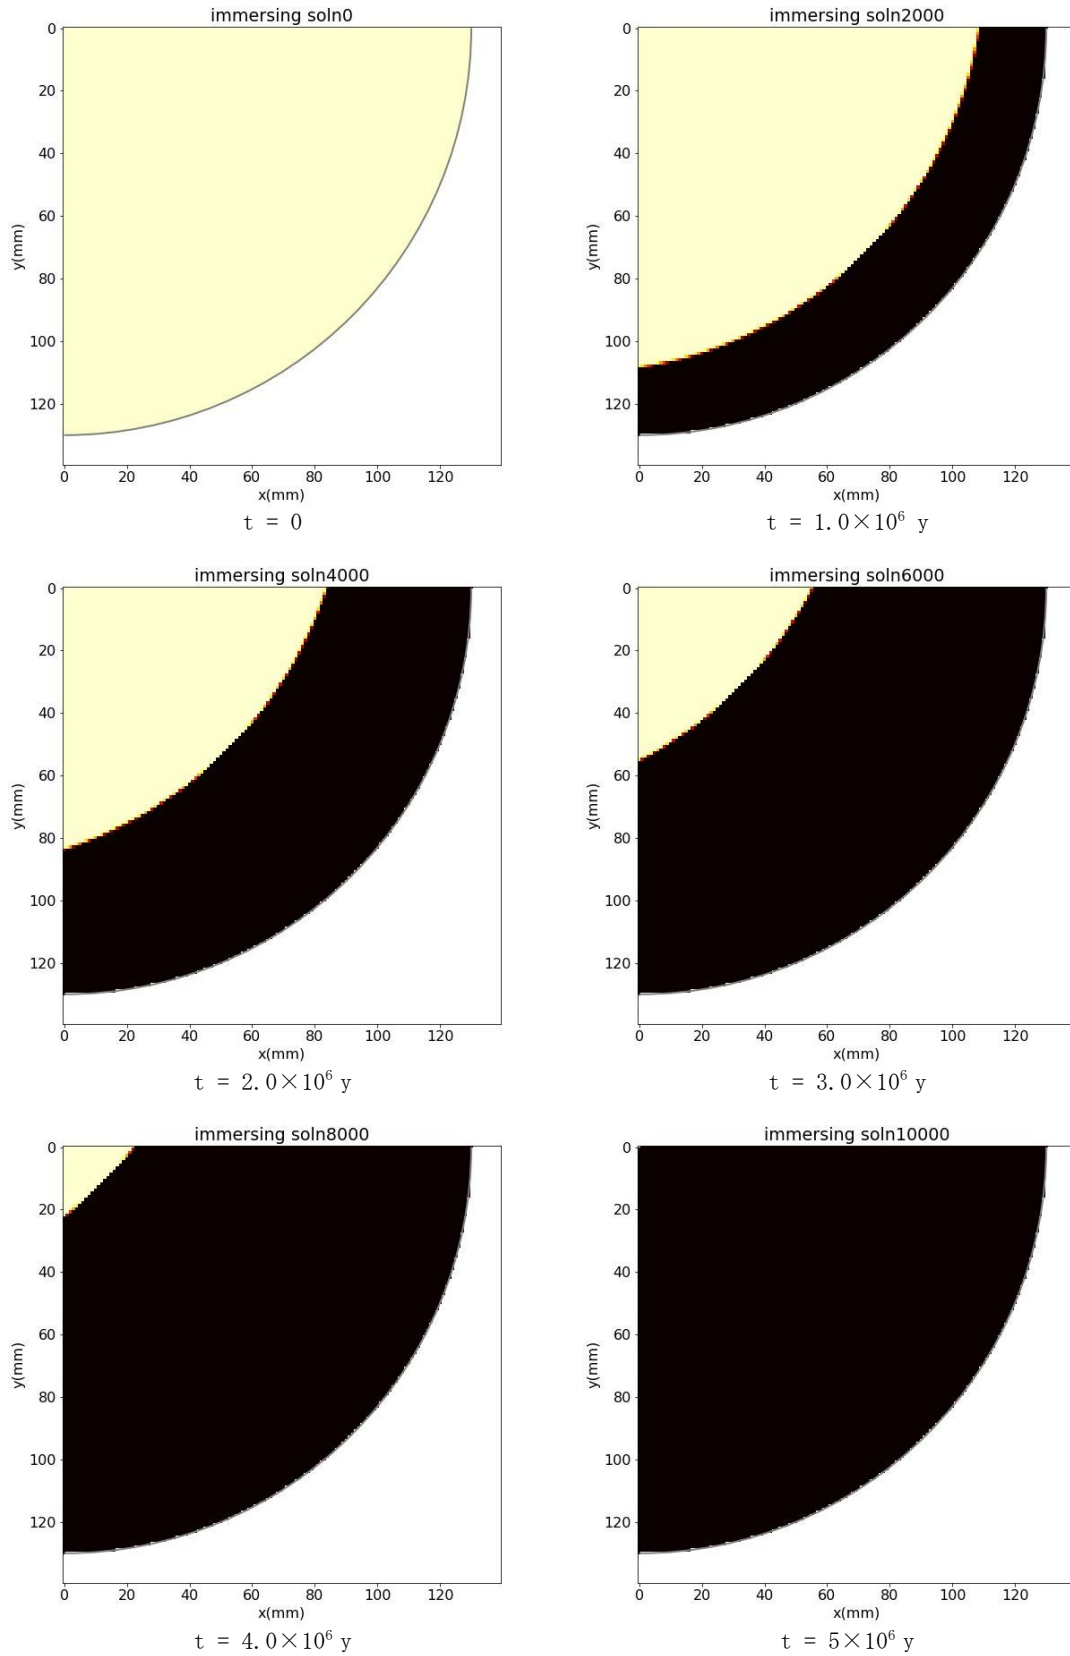 immersing soln0
0
20
40
60
80
100
120
y(mm)
0 20 40 60 80 100 120
x(mm)
t = 0
immersing soln2000
0
20
40
60
80
100
120
y(mm)
0 20 40 60 80 100 120
x(mm)
t = 1.0×10⁶ y
immersing soln4000
0
20
40
60
80
100
120
y(mm)
0 20 40 60 80 100 120
x(mm)
t = 2.0×10⁶ y
immersing soln6000
0
20
40
60
80
100
120
y(mm)
0 20 40 60 80 100 120
x(mm)
t = 3.0×10⁶ y
immersing soln8000
0
20
40
60
80
100
120
y(mm)
0 20 40 60 80 100 120
x(mm)
t = 4.0×10⁶ y
immersing soln10000
0
20
40
60
80
100
120
y(mm)
0 20 40 60 80 100 120
x(mm)
t = 5×10⁶ y